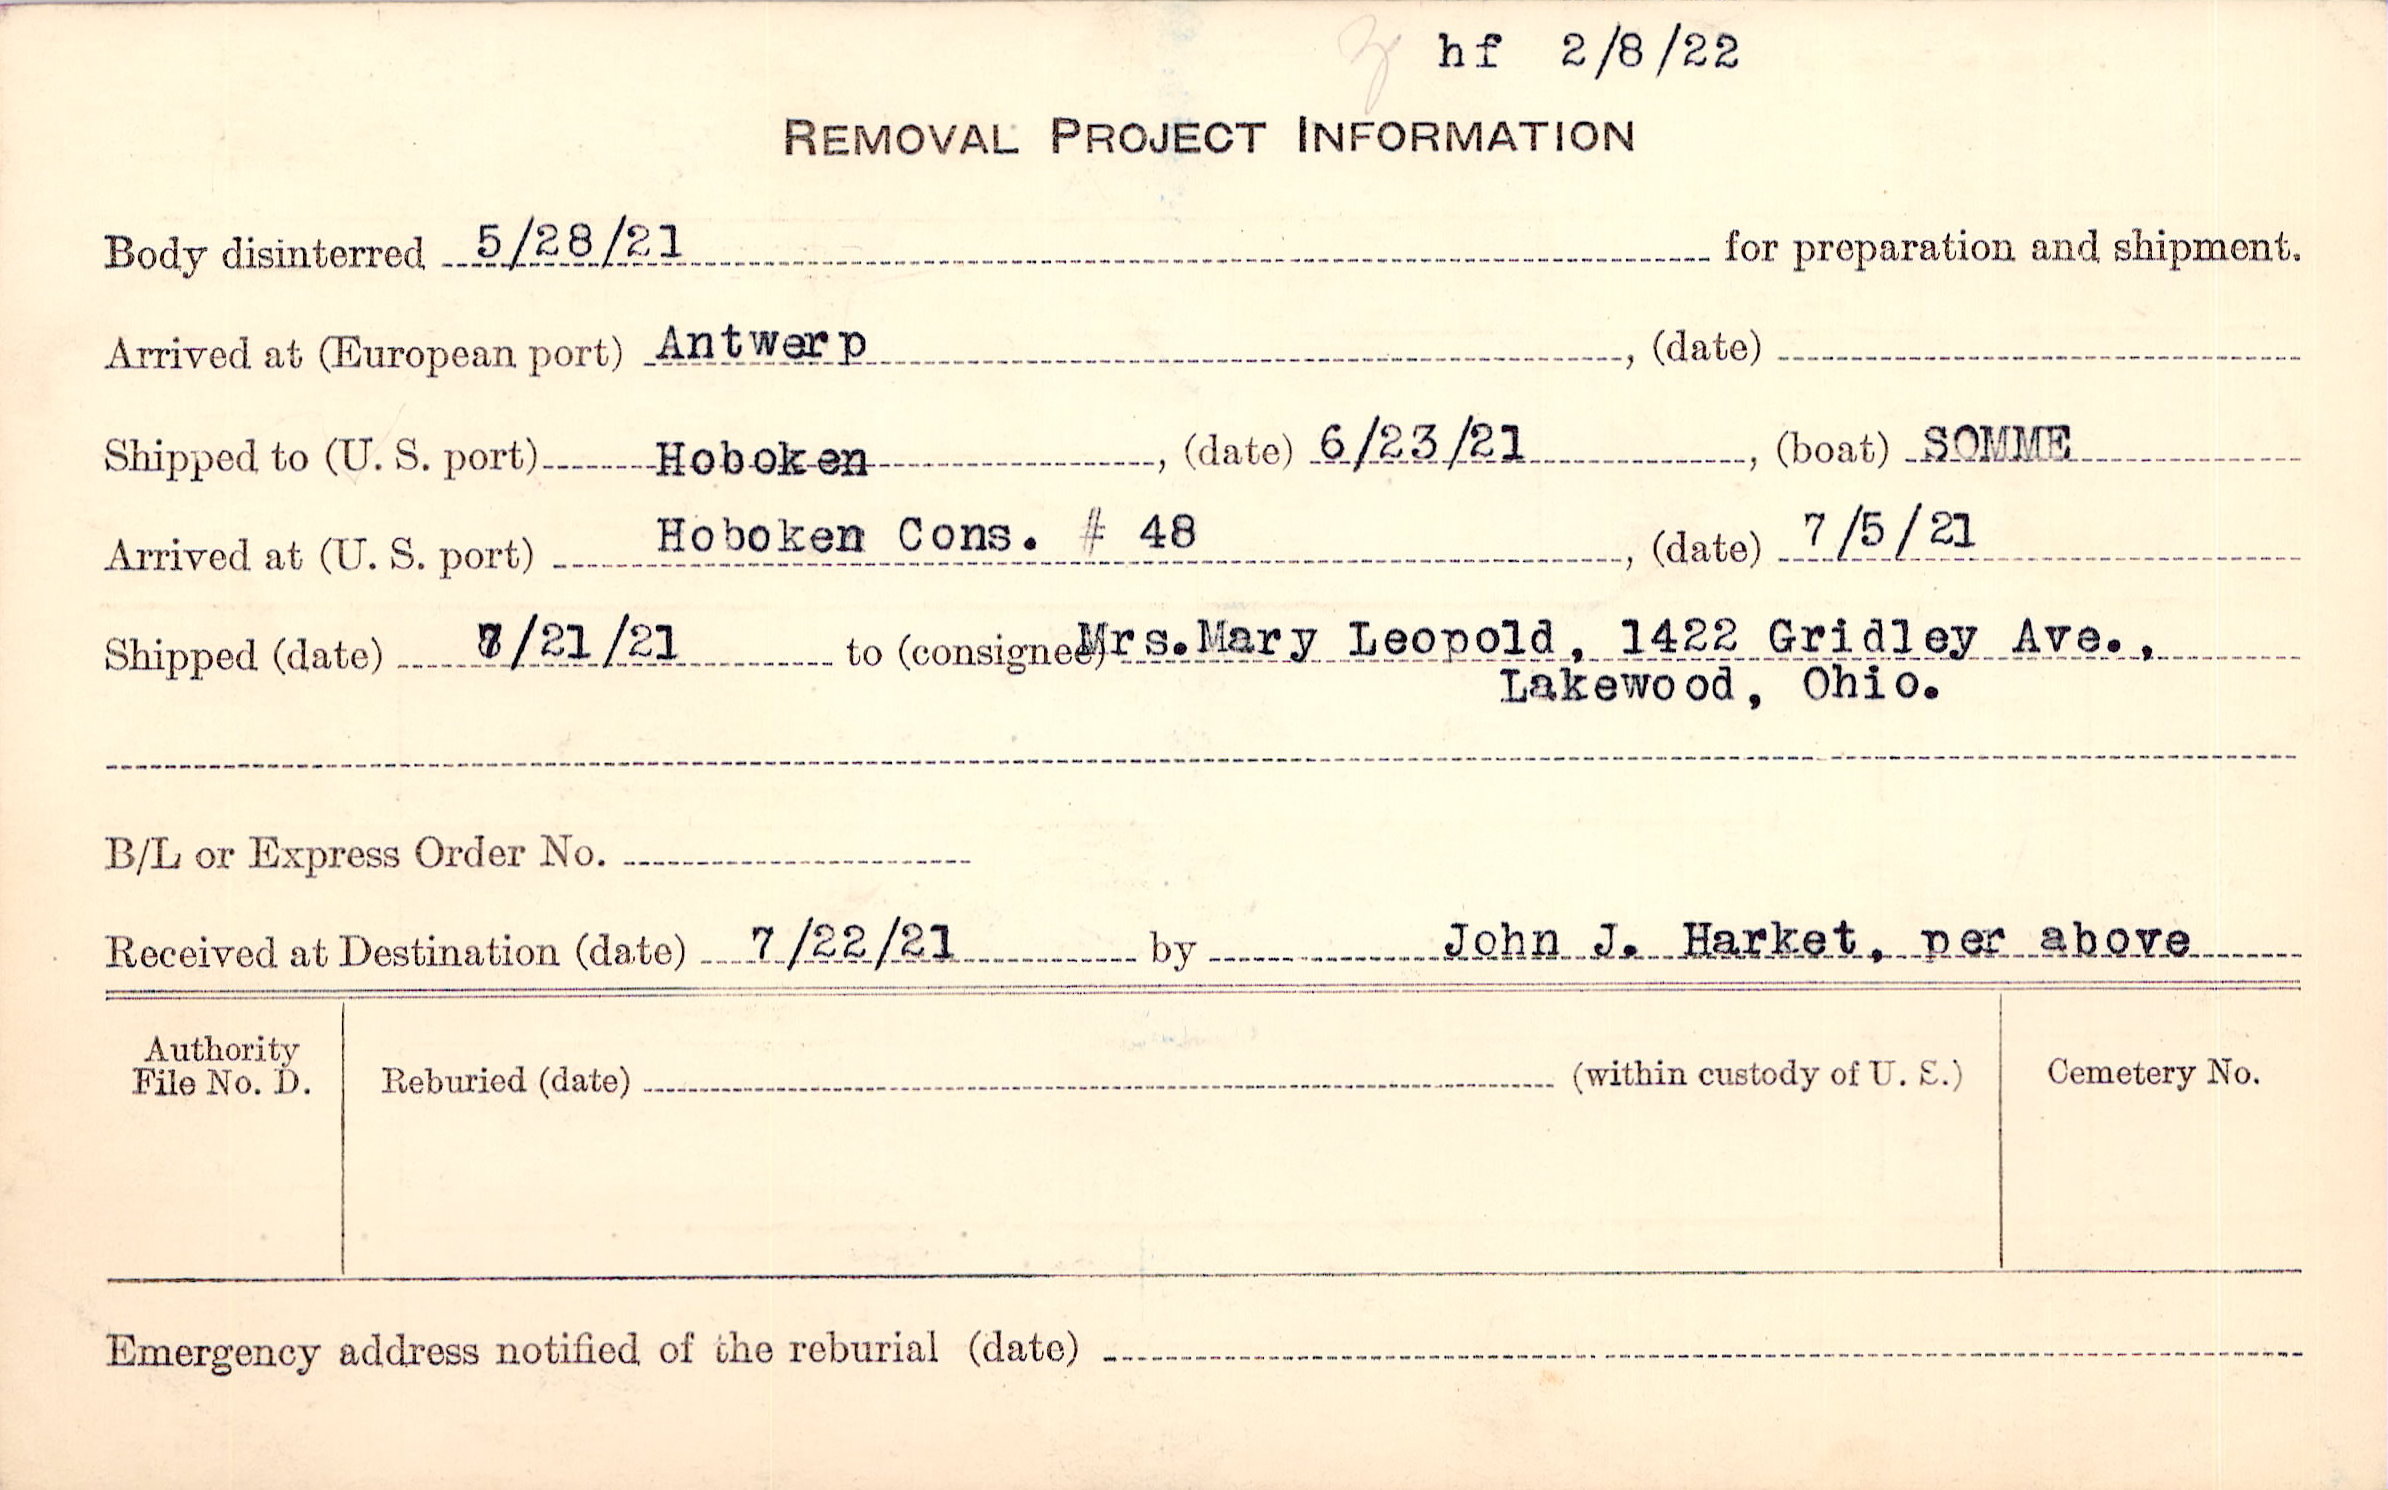 hf 2/8/22
REMOVAL PROJECT INFORMATION
Body disinterred 5/28/21 for preparation and shipment.
Arrived at (European port) Antwerp, (date)
Shipped to (U. S. port) Hoboken, (date) 6/23/21, (boat) SOMME
Arrived at (U. S. port) Hoboken Cons. # 48, (date) 7/5/21
Shipped (date) 7/21/21 to (consignee) Mrs. Mary Leopold, 1422 Gridley Ave.,
Lakewood, Ohio.
B/L or Express Order No.
Received at Destination (date) 7/22/21 by John J. Harket, per above
Authority
File No. D.
Reburied (date) (within custody of U. S.)
Cemetery No.
Emergency address notified of the reburial (date)